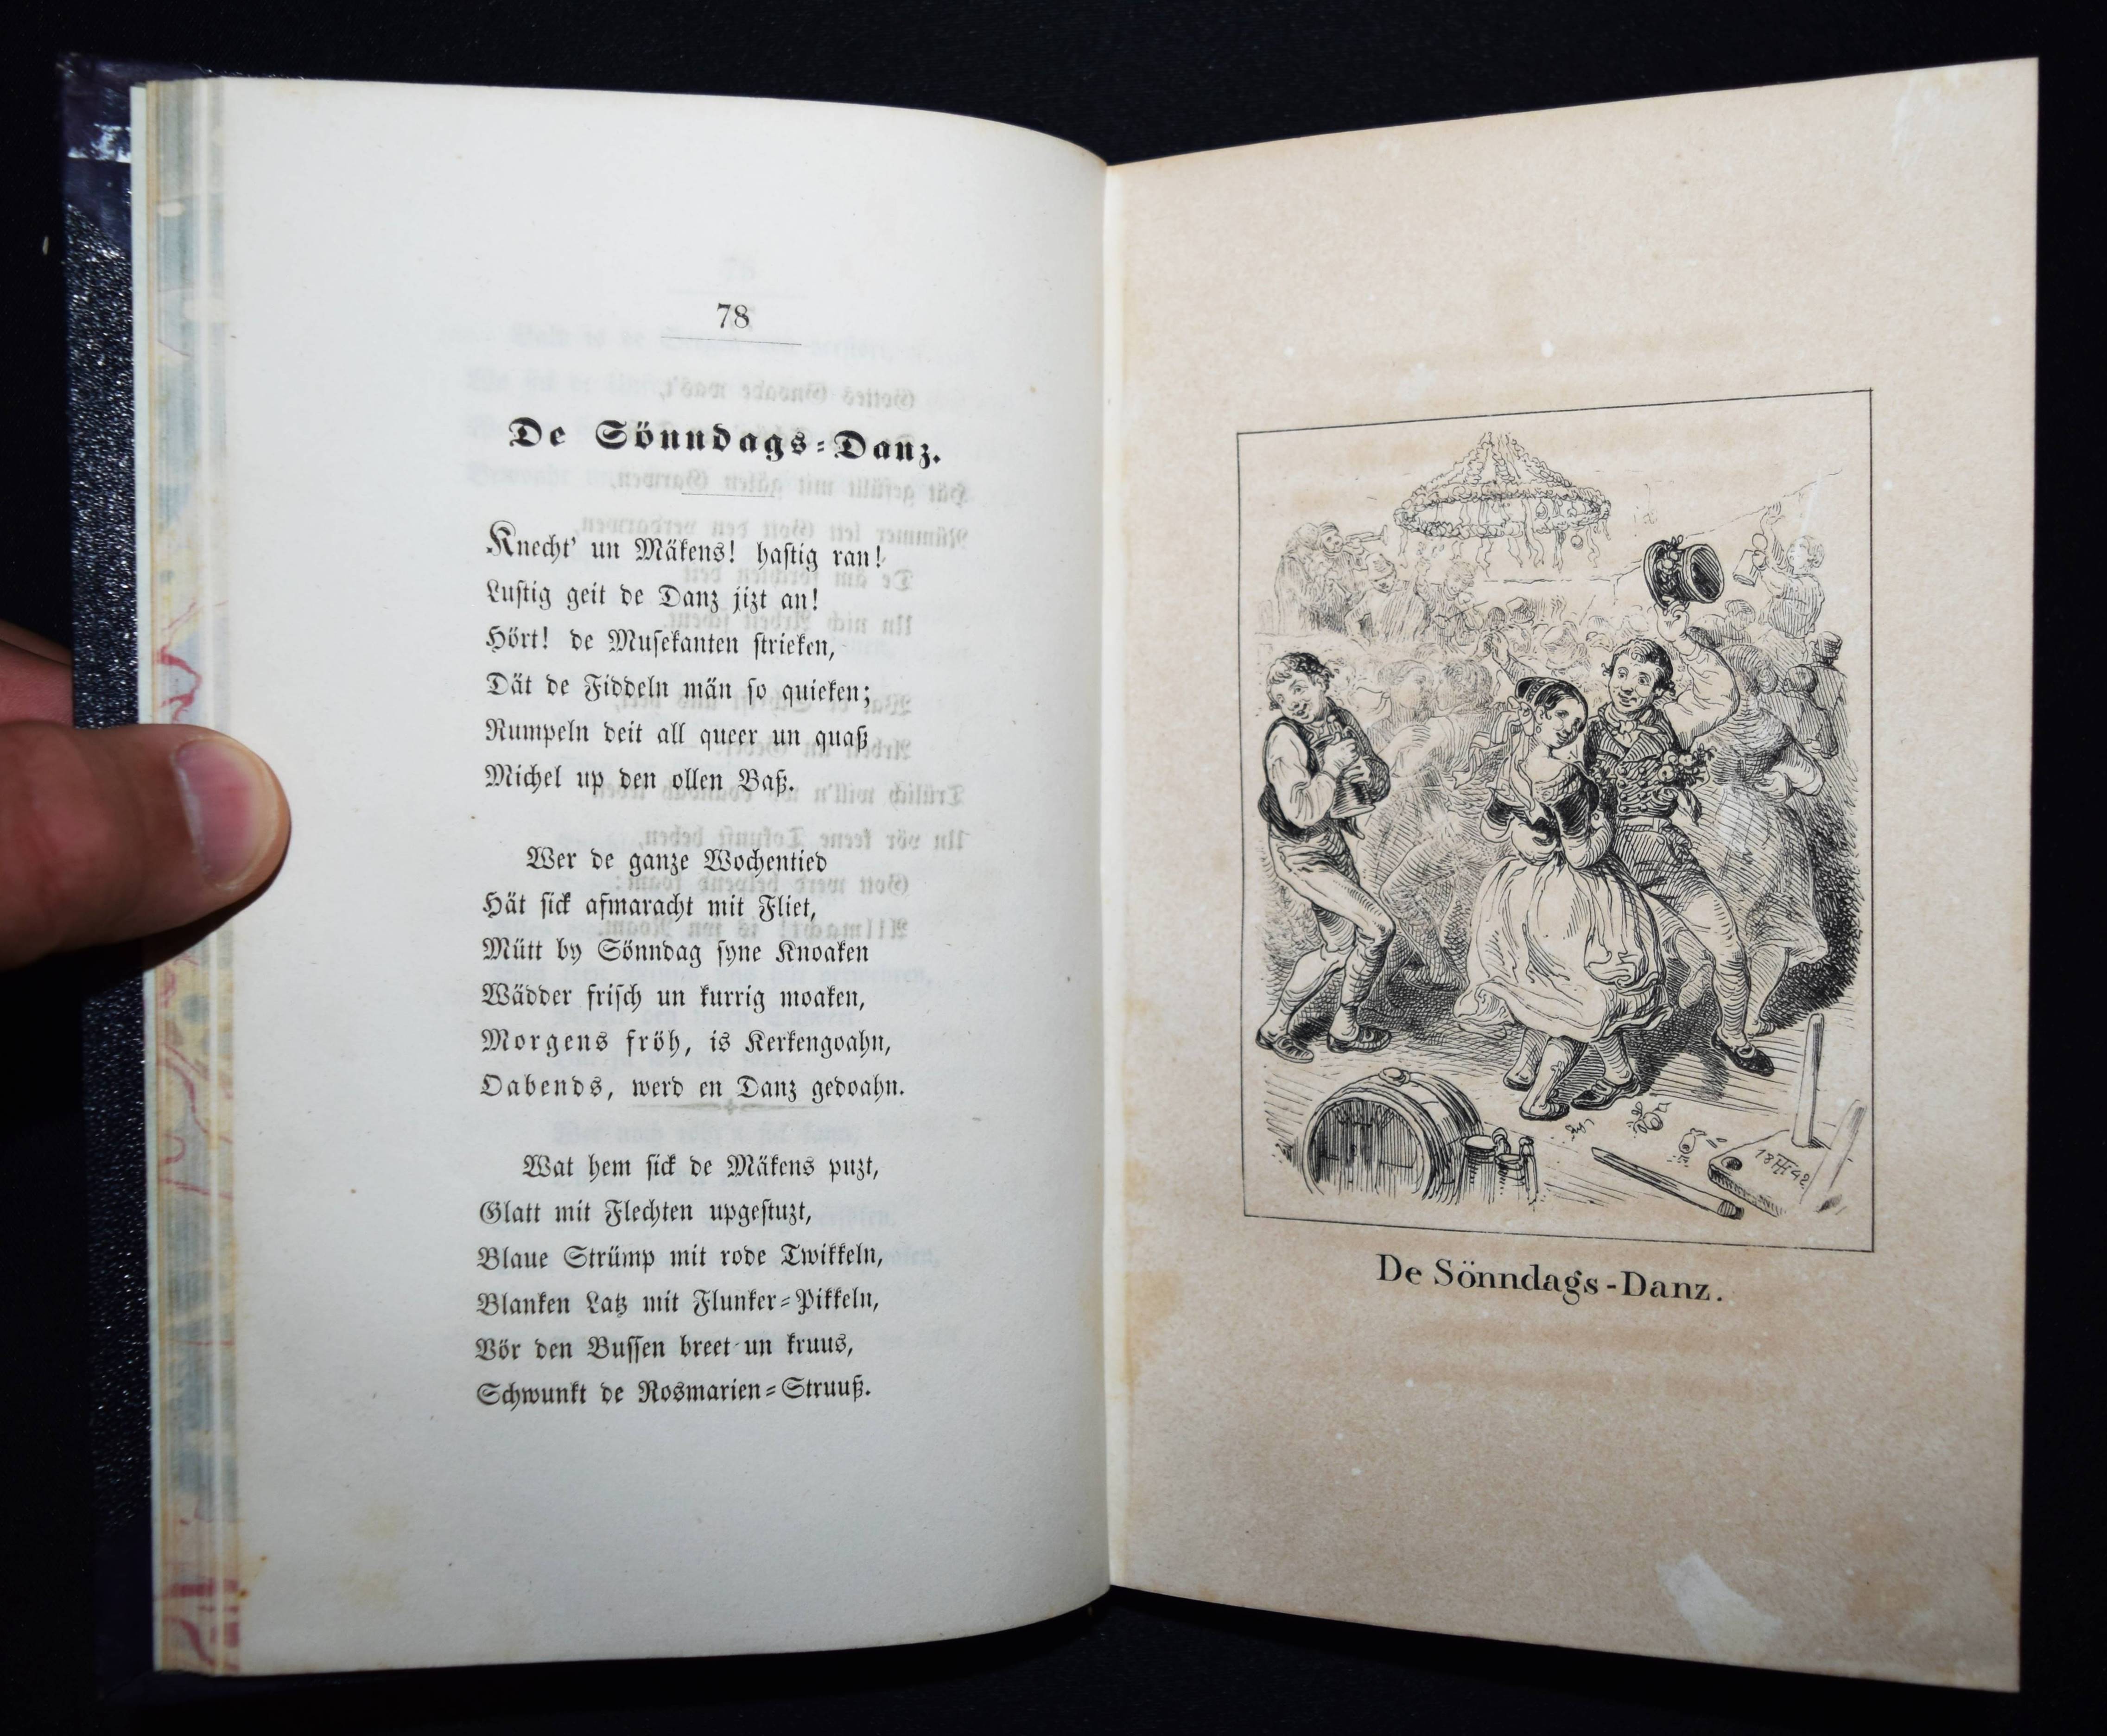 78
De Sönndags-Danz.
Knecht' un Mäkens! hastig ran!
Lustig geit de Danz jizt an!
Hört! de Musekanten strieken,
Dät de Fiddeln män so quieken;
Rumpeln deit all queer un quaß
Michel up den ollen Baß.
Wer de ganze Wochentied
Hät sick afmaracht mit Fliet,
Mütt by Sönndag syne Knoaken
Wädder frisch un kurrig moaken,
Morgens fröh, is Kerkengoahn,
Oabends, werd en Danz gedoahn.
Wat hem sick de Mäkens puzt,
Glatt mit Flechten upgestuzt,
Blaue Strümp mit rode Twikkeln,
Blanken Latz mit Flunker-Pikkeln,
Vör den Bussen breet un kruus,
Schwunkt de Rosmarien-Struuß.
18 TH 48
De Sönndags-Danz.